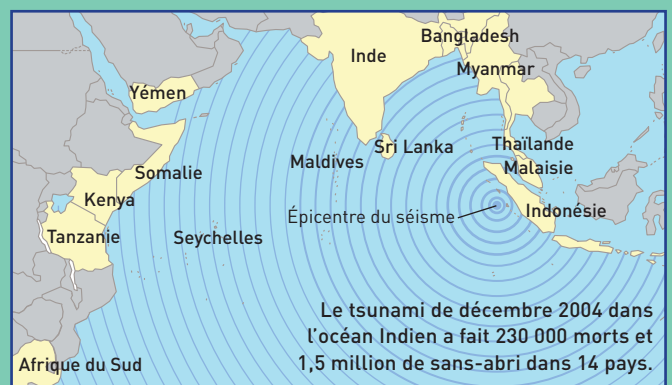 Bangladesh
Inde
Myanmar
Yémen
Sri Lanka
Thaïlande
Maldives
Malaisie
Somalie
Kenya
Épicentre du séisme
Indonésie
Tanzanie
Seychelles
Le tsunami de décembre 2004 dans
l'océan Indien a fait 230 000 morts et
1,5 million de sans-abri dans 14 pays.
Afrique du Sud